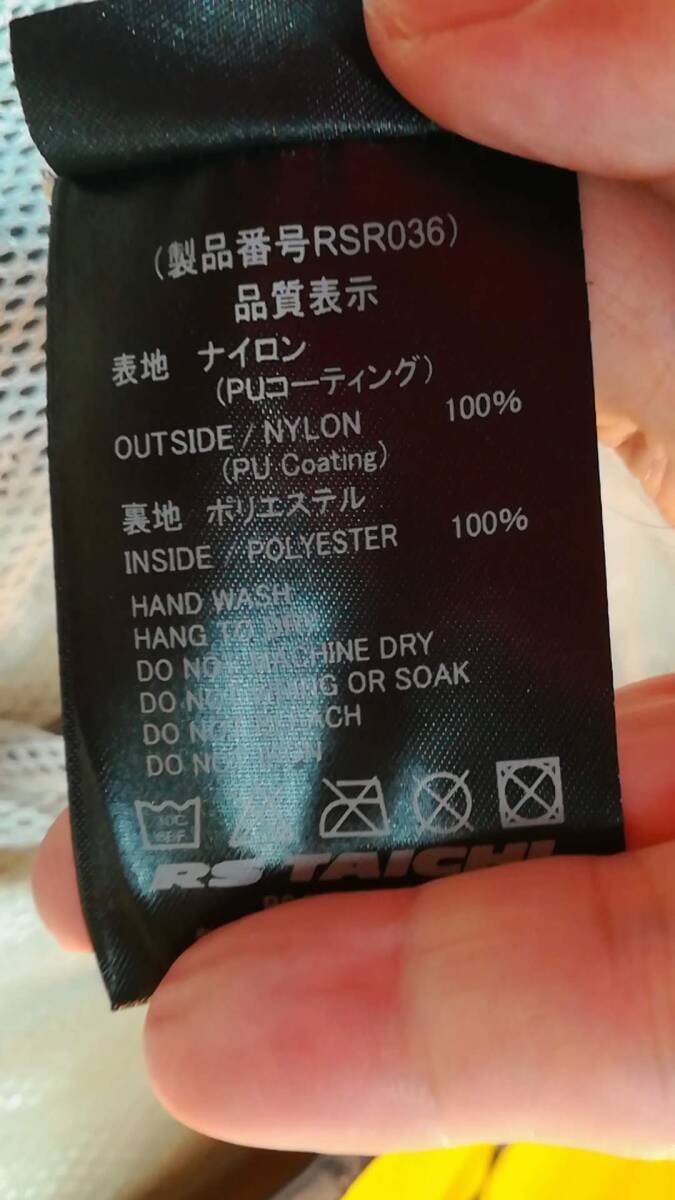 （製品番号RSR036）
品質表示
表地 ナイロン
（PUコーティング）
100%
OUTSIDE / NYLON
(PU Coating)
裏地 ポリエステル
100%
INSIDE / POLYESTER
HAND WASH
HANG TO DRY
DO NOT MACHINE DRY
DO NOT WRING OR SOAK
DO NOT BLEACH
DO NOT IRON
RS TAICHI